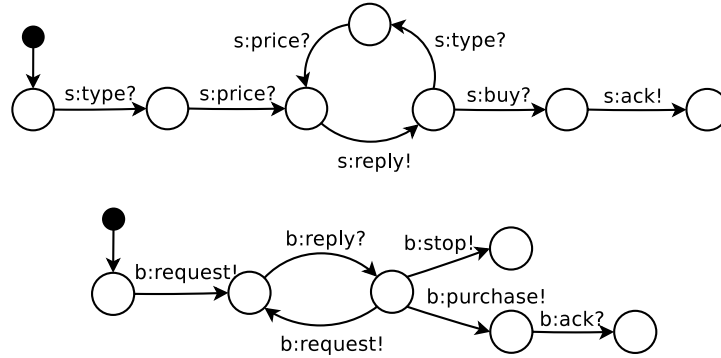 s:price?
s:type?
s:type?
s:price?
s:buy?
s:ack!
s:reply!
b:reply?
b:stop!
b:request!
b:purchase!
b:ack?
b:request!